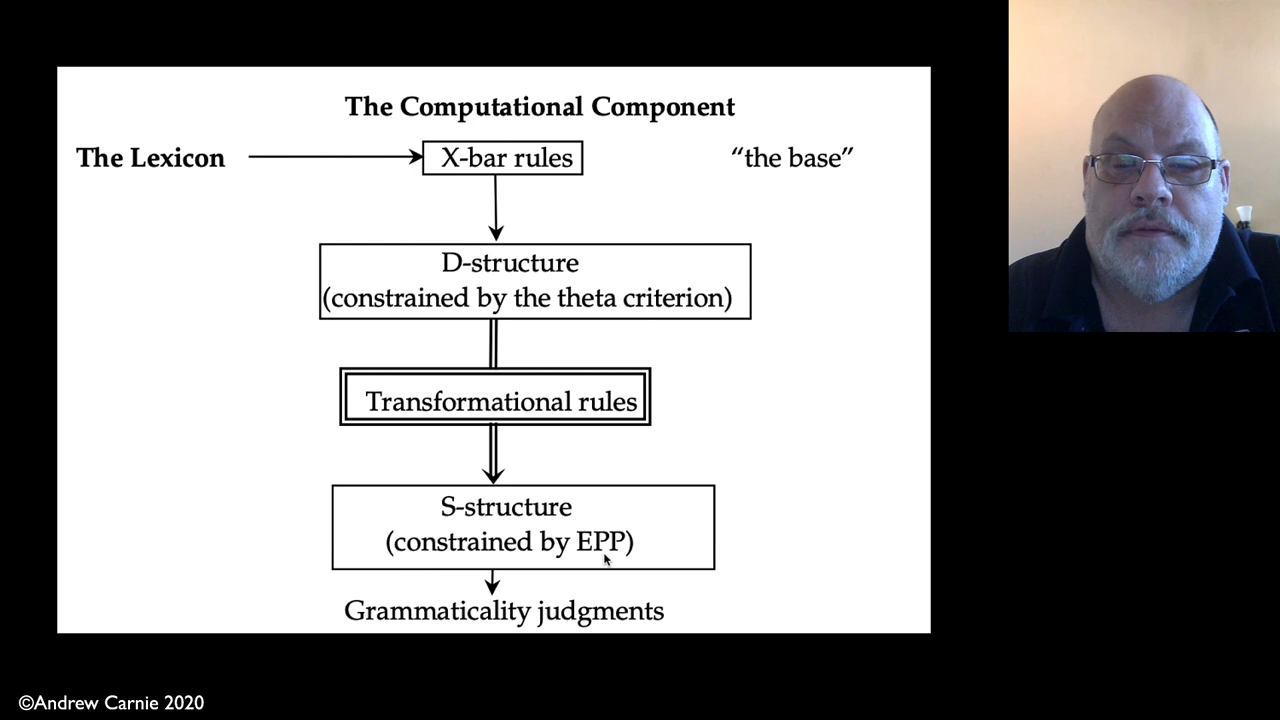 The Computational Component
The Lexicon
X-bar rules
“the base”
D-structure
(constrained by the theta criterion)
Transformational rules
S-structure
(constrained by EPP)
Grammaticality judgments
©Andrew Carnie 2020